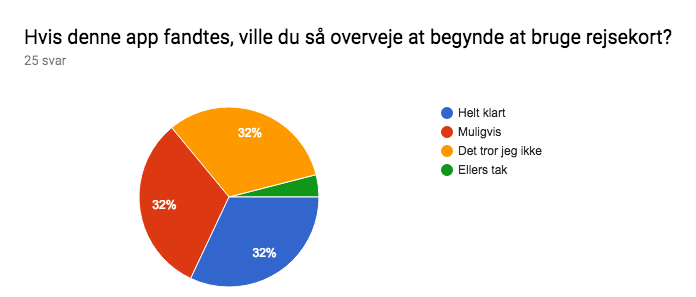 Hvis denne app fandtes, ville du så overveje at begynde at bruge rejsekort?
25 svar
32%
32%
32%
Helt klart
Muligvis
Det tror jeg ikke
Ellers tak